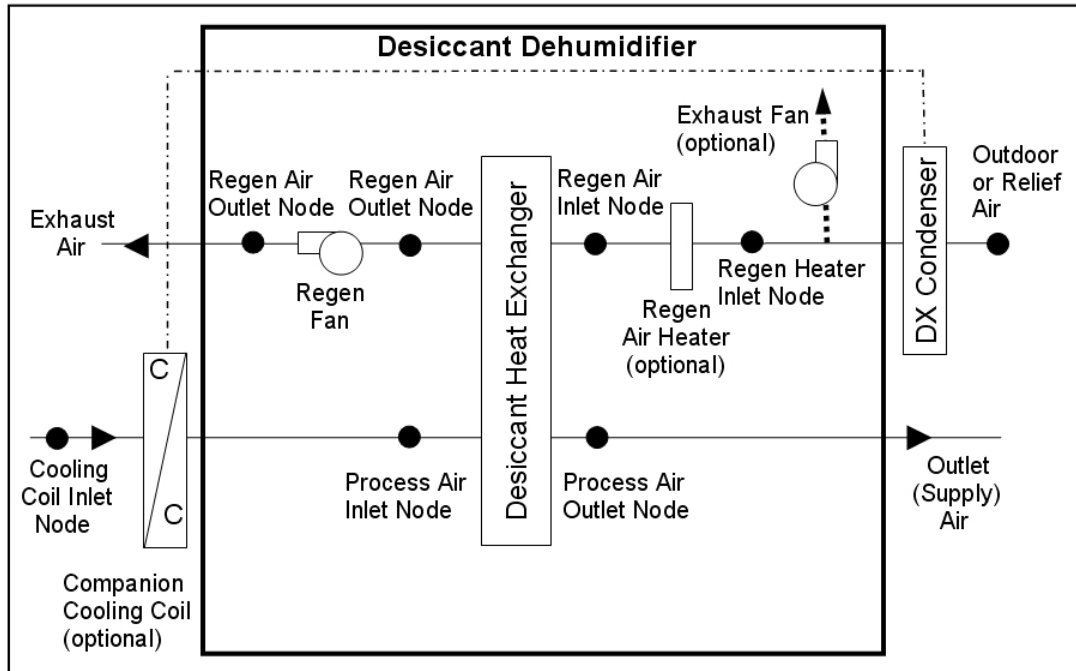 Desiccant Dehumidifier
Exhaust Fan
(optional)
Outdoor
or Relief
Air
Regen Air
Outlet Node
Regen Air
Outlet Node
Regen Air
Inlet Node
Exhaust
Air
Regen
Fan
Desiccant Heat Exchanger
Regen
Air Heater
(optional)
Regen Heater
Inlet Node
DX Condenser
C
C
Cooling
Coil Inlet
Node
Process Air
Inlet Node
Process Air
Outlet Node
Outlet
(Supply)
Air
Companion
Cooling Coil
(optional)